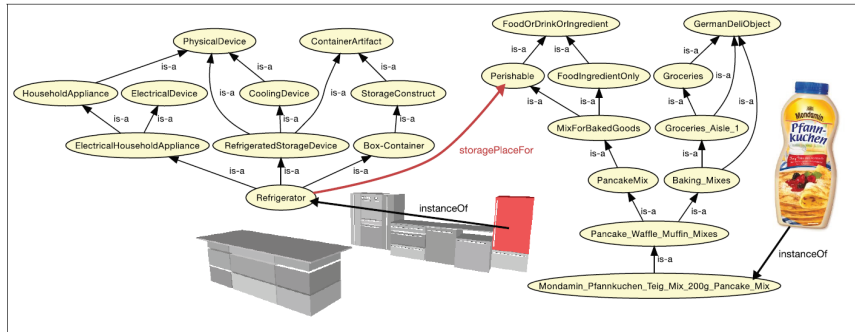 FoodOrDrinkOrIngredient
GermanDeliObject
PhysicalDevice
ContainerArtifact
is-a
is-a
is-a
is-a
is-a
is-a
is-a
Perishable
FoodIngredientOnly
Groceries
HouseholdAppliance
ElectricalDevice
CoolingDevice
StorageConstruct
is-a
is-a
is-a
is-a
is-a
is-a
is-a
is-a
is-a
is-a
is-a
MixForBakedGoods
Groceries_Aisle_1
ElectricalHouseholdAppliance
RefrigeratedStorageDevice
Box-Container
storagePlaceFor
is-a
is-a
is-a
is-a
is-a
PancakeMix
Baking_Mixes
Refrigerator
instanceOf
is-a
is-a
Pancake_Waffle_Muffin_Mixes
instanceOf
is-a
Mondamin_Pfannkuchen_Teig_Mix_200g_Pancake_Mix
Mondamin
Pfann-
kuchen